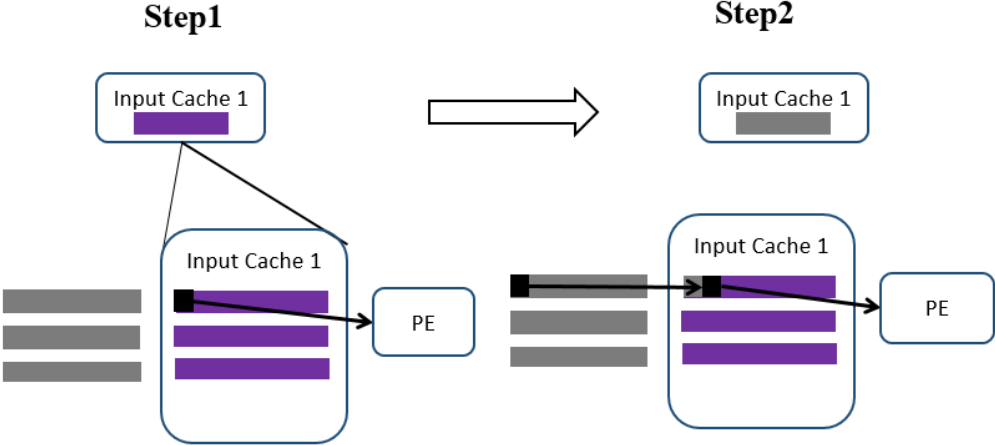 Step1
Step2
Input Cache 1
Input Cache 1
Input Cache 1
PE
Input Cache 1
PE